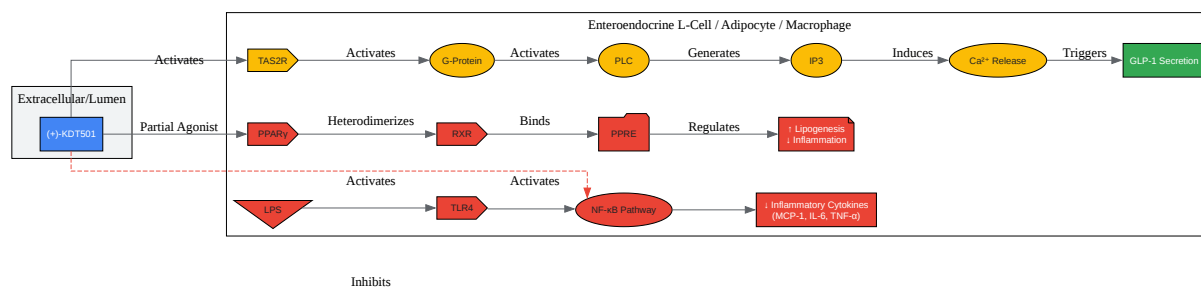 Enteroendocrine L-Cell / Adipocyte / Macrophage
Activates
TAS2R
Activates
G-Protein
Activates
PLC
Generates
IP3
Induces
Ca²⁺ Release
Triggers
GLP-1 Secretion
Extracellular/Lumen
(+)-KDT501
Partial Agonist
PPARγ
Heterodimerizes
RXR
Binds
PPRE
Regulates
↑ Lipogenesis
↓ Inflammation
LPS
Activates
TLR4
Activates
NF-κB Pathway
↓ Inflammatory Cytokines
(MCP-1, IL-6, TNF-α)
Inhibits